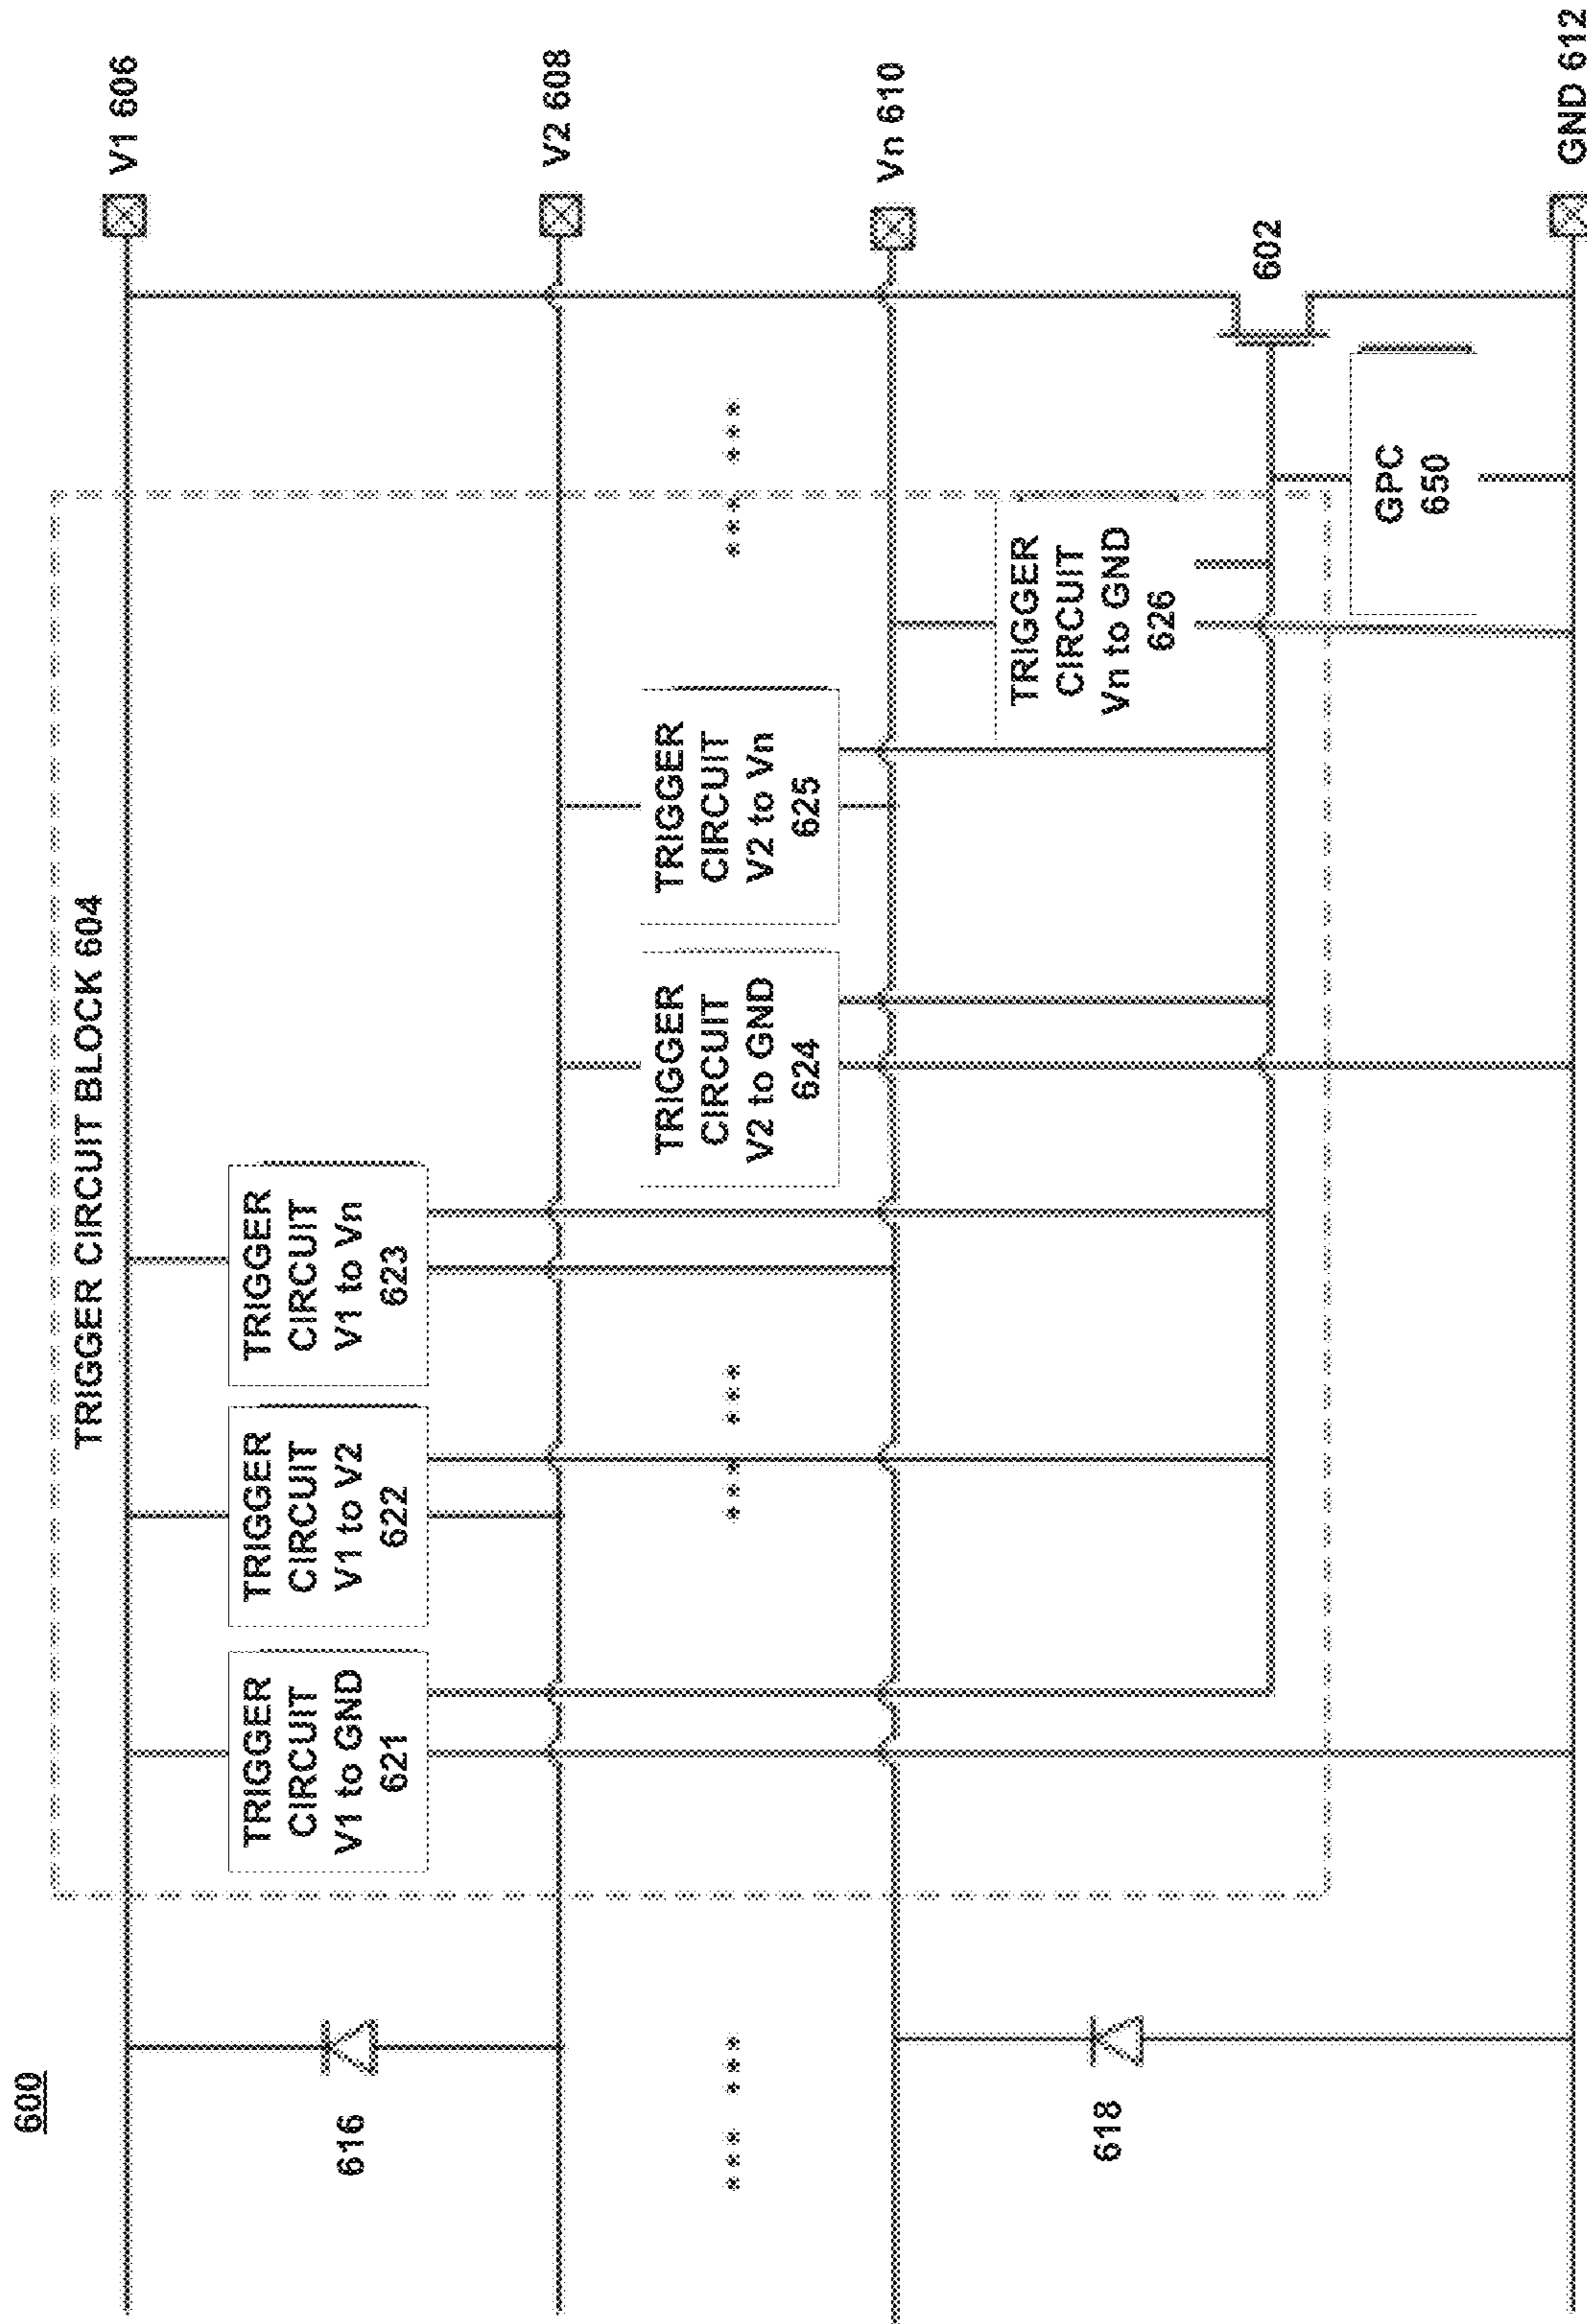 600
TRIGGER CIRCUIT BLOCK 604
V1 606
616
TRIGGER
CIRCUIT
V1 to GND
621
TRIGGER
CIRCUIT
V1 to V2
622
TRIGGER
CIRCUIT
V1 to Vn
623
V2 608
TRIGGER
CIRCUIT
V2 to GND
624
TRIGGER
CIRCUIT
V2 to Vn
625
Vn 610
618
TRIGGER
CIRCUIT
Vn to GND
626
602
GPC
650
GND 612